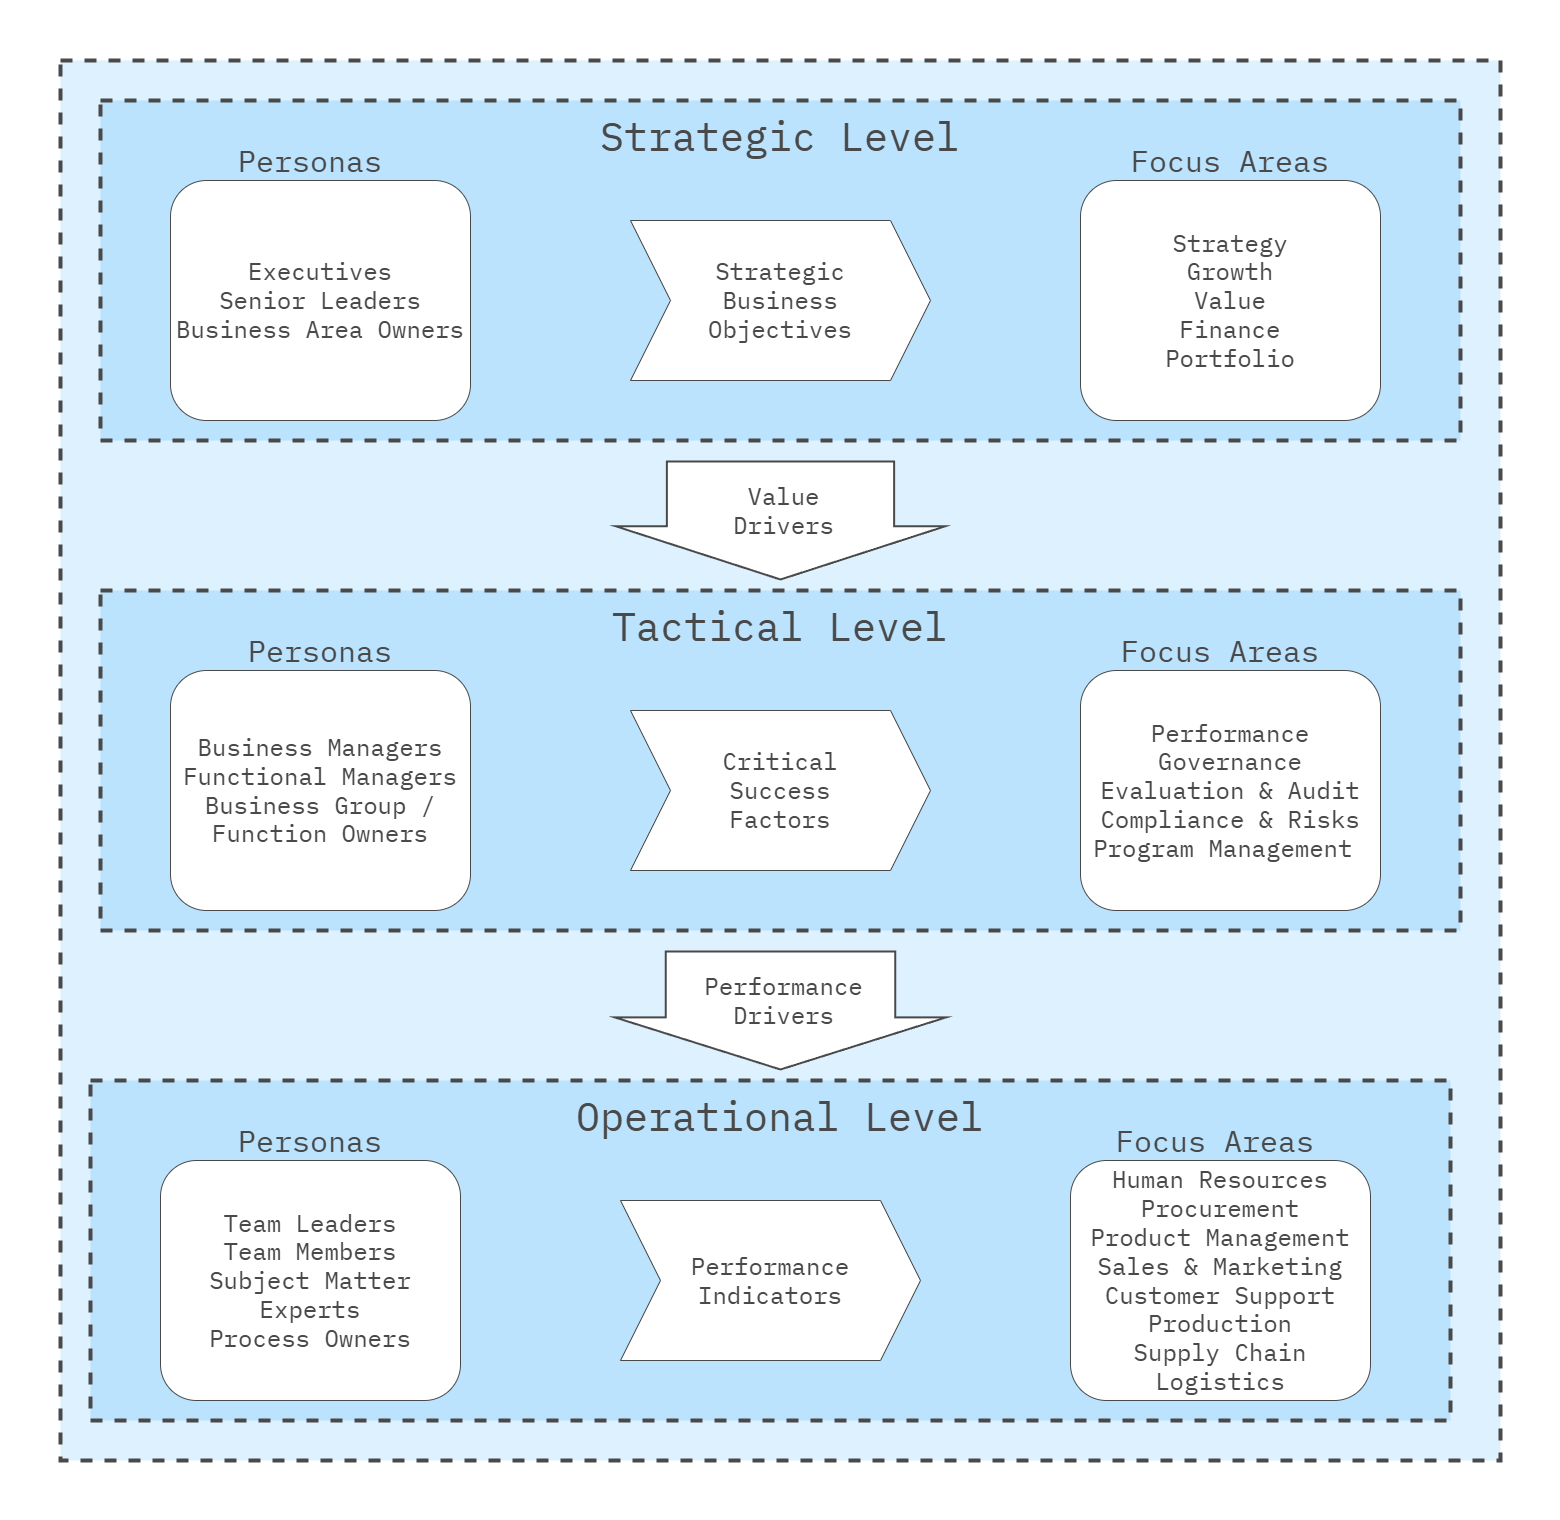 Strategic Level
Personas
Focus Areas
Executives
Senior Leaders
Business Area Owners
Strategic
Business
Objectives
Strategy
Growth
Value
Finance
Portfolio
Value
Drivers
Tactical Level
Personas
Focus Areas
Business Managers
Functional Managers
Business Group /
Function Owners
Critical
Success
Factors
Performance
Governance
Evaluation & Audit
Compliance & Risks
Program Management
Performance
Drivers
Operational Level
Personas
Focus Areas
Team Leaders
Team Members
Subject Matter
Experts
Process Owners
Performance
Indicators
Human Resources
Procurement
Product Management
Sales & Marketing
Customer Support
Production
Supply Chain
Logistics